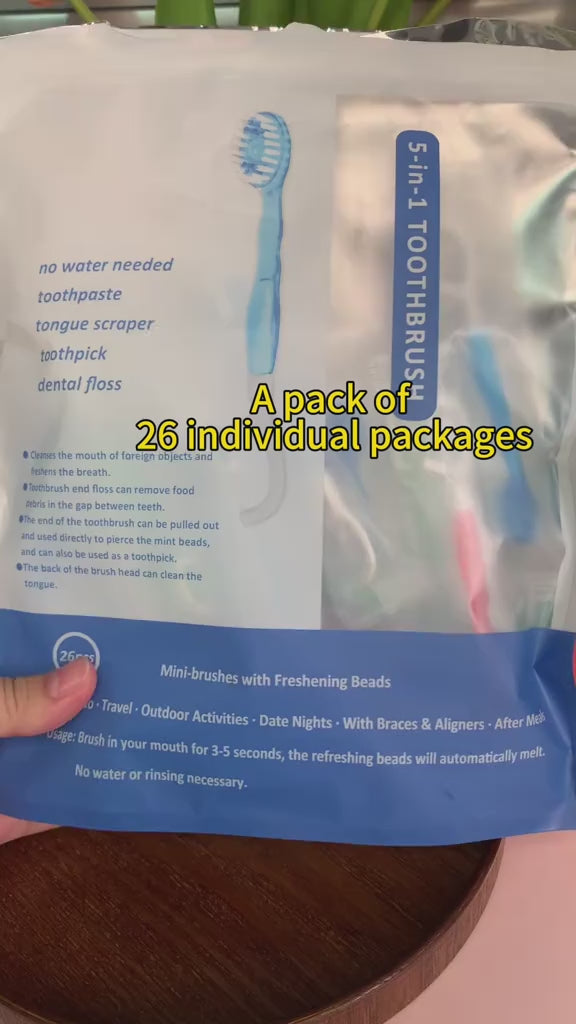 5-in-1 TOOTHBRUSH
no water needed
toothpaste
tongue scraper
toothpick
dental floss
A pack of
26 individual packages
● Cleanses the mouth of foreign objects and
freshens the breath.
●Toothbrush end floss can remove food
debris in the gap between teeth.
●The end of the toothbrush can be pulled out
and used directly to pierce the mint beads,
and can also be used as a toothpick.
●The back of the brush head can clean the
tongue.
26pcs
Mini-brushes with Freshening Beads
· Travel · Outdoor Activities · Date Nights · With Braces & Aligners · After Meals
Usage: Brush in your mouth for 3-5 seconds, the refreshing beads will automatically melt.
No water or rinsing necessary.